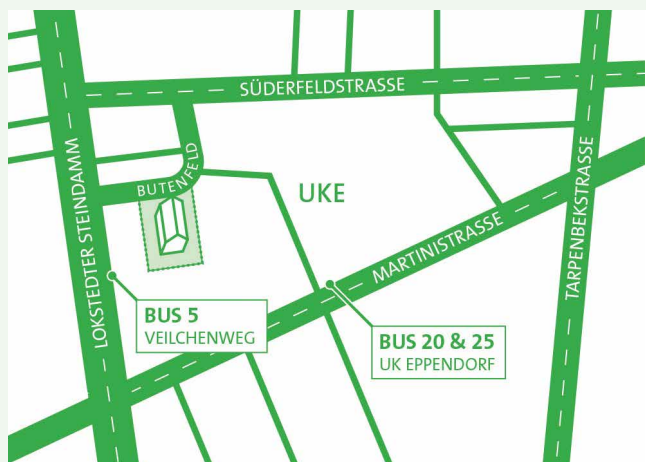 SÜDERFELDSTRASSE
BUTENFELD
LOKSTEDTER STEINDAMM
UKE
MARTINISTRASSE
TARPENBEKSTRASSE
BUS 5
VEILCHENWEG
BUS 20 & 25
UK EPPENDORF